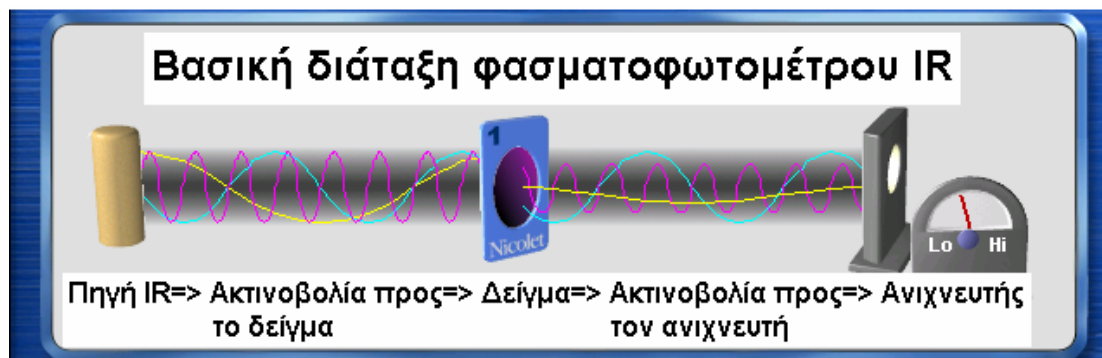 Βασική διάταξη φασματοφωτομέτρου IR
1
Nicolet
Lo Hi
Πηγή IR=> Ακτινοβολία προς=> Δείγμα=> Ακτινοβολία προς=> Ανιχνευτής
το δείγμα τον ανιχνευτή